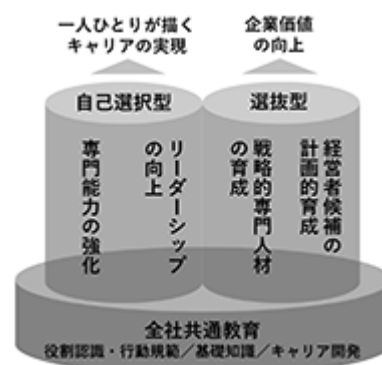 一人ひとりが描く
キャリアの実現
企業価値
の向上
自己選択型
選抜型
専門能力の強化
リーダーシップ
の向上
戦略的専門人材
の育成
経営者候補の
計画的育成
全社共通教育
役割認識・行動規範／基礎知識／キャリア開発